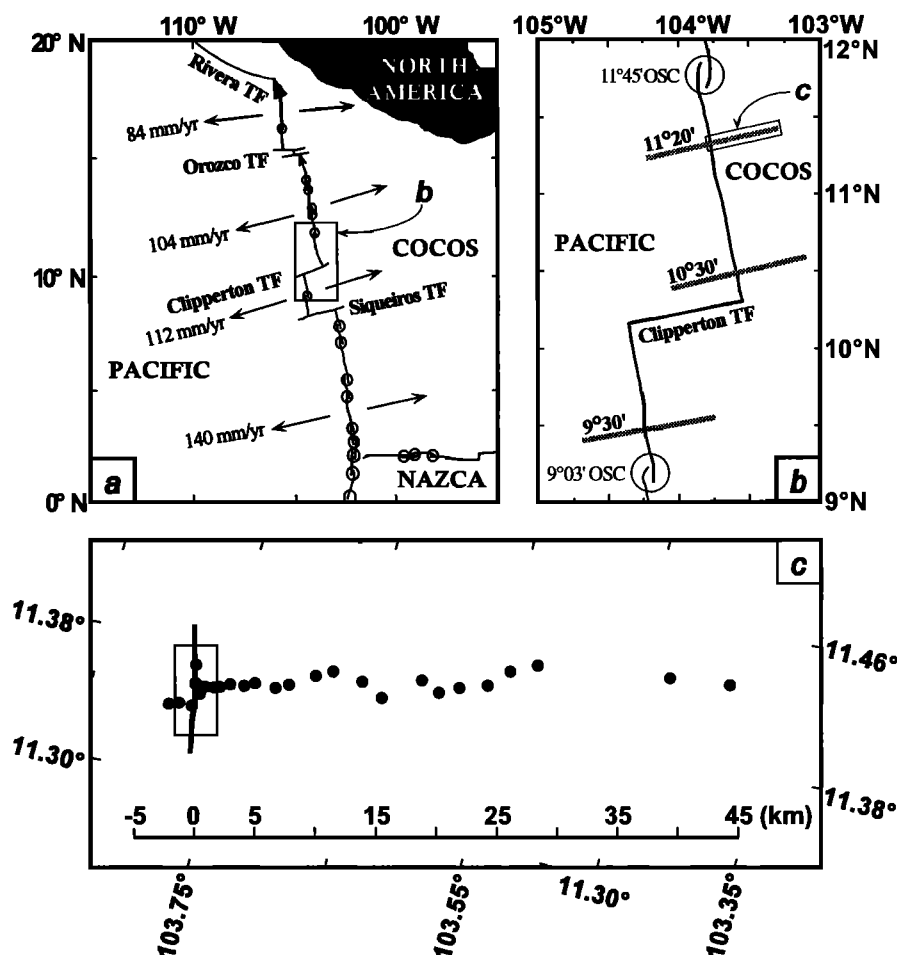 110° W
100° W
20° N
Rivera TF
NORTH
AMERICA
84 mm/yr
Orozco TF
b
104 mm/yr
COCOS
10° N
Clipperton TF
Siqueiros TF
112 mm/yr
PACIFIC
140 mm/yr
NAZCA
a
0° N
105°W
104°W
103°W
12°N
11°45' OSC
c
11°20'
COCOS
11°N
PACIFIC
10°30'
Clipperton TF
10°N
9°30'
9°03' OSC
b
9°N
c
11.38°
11.46°
11.30°
11.38°
-5 0 5 15 25 35 45 (km)
103.75°
103.55°
11.30°
103.35°